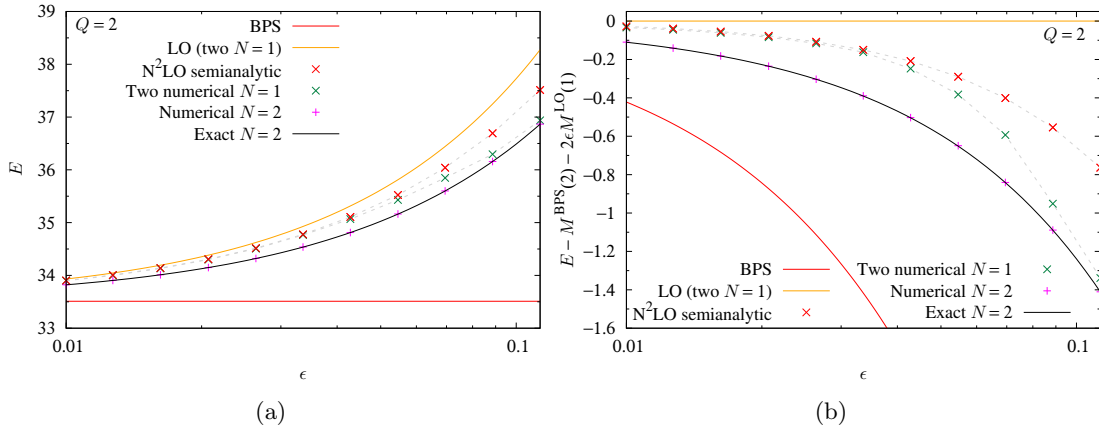 39
38
37
36
35
34
33
E
Q = 2
BPS
LO (two N = 1)
N²LO semianalytic
Two numerical N = 1
Numerical N = 2
Exact N = 2
0.01
0.1
ϵ
(a)
0
−0.2
−0.4
−0.6
−0.8
−1
−1.2
−1.4
−1.6
E − M^BPS(2) − 2ϵM^LO(1)
Q = 2
BPS
LO (two N = 1)
N²LO semianalytic
Two numerical N = 1
Numerical N = 2
Exact N = 2
0.01
0.1
ϵ
(b)